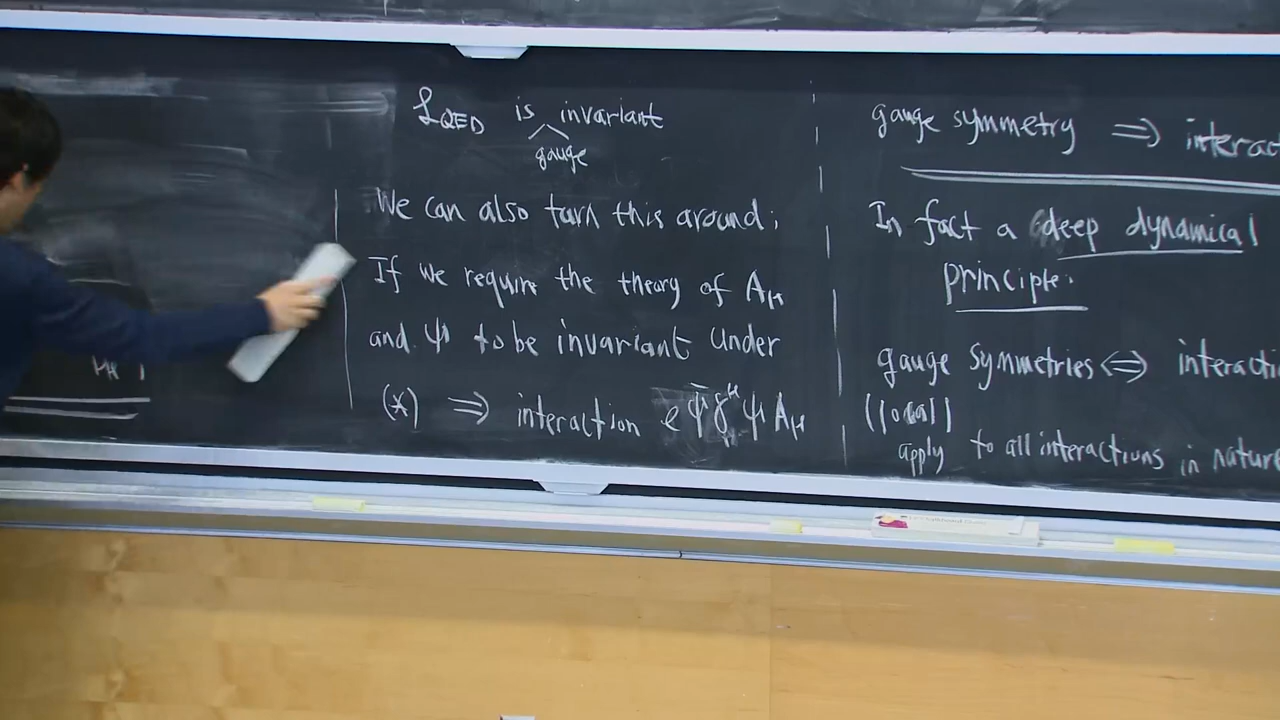 ℒ_QED is invariant
gauge
We can also turn this around:
If we require the theory of A_μ
and ψ to be invariant under
(*) ⟹ interaction e ψ̄ γ^μ ψ A_μ
gauge symmetry ⟹ interac
In fact a deep dynamical
principle.
gauge symmetries ⟺ interacti
(local)
apply to all interactions in nature